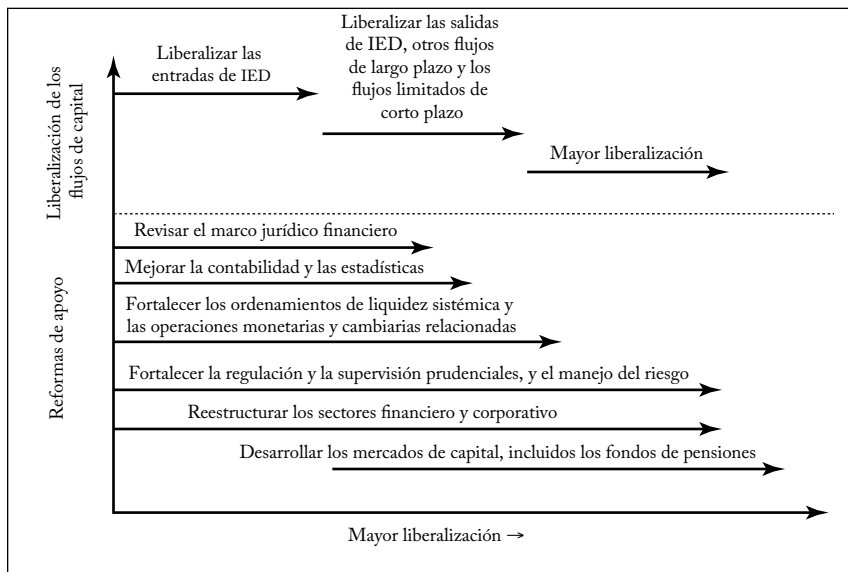 Liberalización de los
flujos de capital
Liberalizar las
entradas de IED
Liberalizar las salidas
de IED, otros flujos
de largo plazo y los
flujos limitados de
corto plazo
Mayor liberalización
Reformas de apoyo
Revisar el marco jurídico financiero
Mejorar la contabilidad y las estadísticas
Fortalecer los ordenamientos de liquidez sistémica y
las operaciones monetarias y cambiarias relacionadas
Fortalecer la regulación y la supervisión prudenciales, y el manejo del riesgo
Reestructurar los sectores financiero y corporativo
Desarrollar los mercados de capital, incluidos los fondos de pensiones
Mayor liberalización →